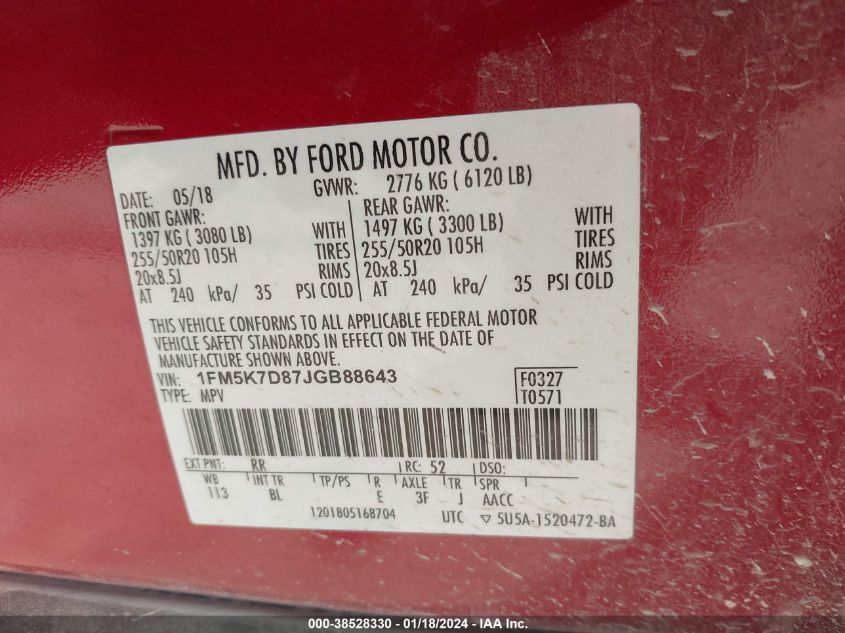 MFD. BY FORD MOTOR CO.
DATE: 05/18 GVWR: 2776 KG ( 6120 LB)
FRONT GAWR: REAR GAWR:
1397 KG ( 3080 LB) WITH 1497 KG ( 3300 LB) WITH
255/50R20 105H TIRES 255/50R20 105H TIRES
20x8.5J RIMS 20x8.5J RIMS
AT 240 kPa/ 35 PSI COLD AT 240 kPa/ 35 PSI COLD
THIS VEHICLE CONFORMS TO ALL APPLICABLE FEDERAL MOTOR
VEHICLE SAFETY STANDARDS IN EFFECT ON THE DATE OF
MANUFACTURE SHOWN ABOVE.
VIN: 1FM5K7D87JGB88643 F0327
TYPE: MPV T0571
EXT PNT: RR RC: 52 DSO:
WB INT TR TP/PS R AXLE TR SPR
113 BL E 3F J AACC
1201805168704 UTC ▽ 5U5A-1520472-BA
000-38528330 - 01/18/2024 - IAA Inc.